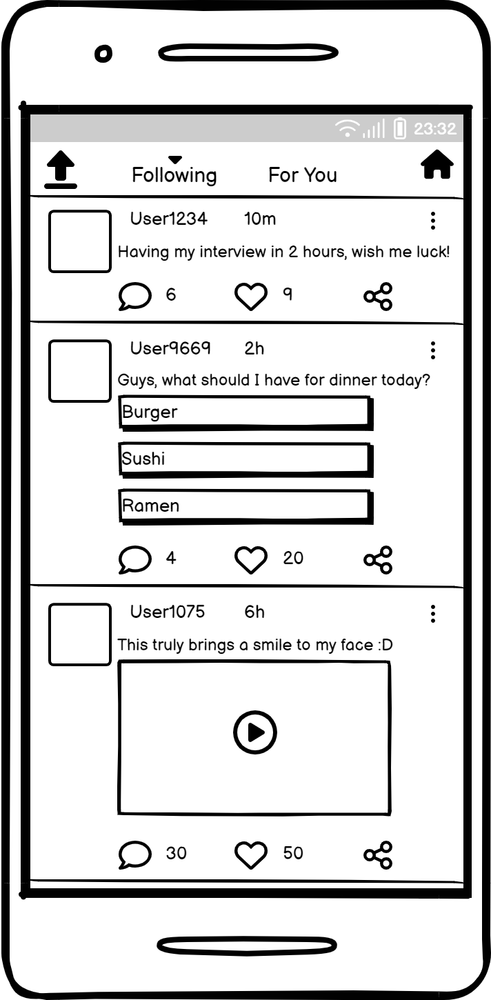 23:32
Following For You
User1234 10m
Having my interview in 2 hours, wish me luck!
6 9
User9669 2h
Guys, what should I have for dinner today?
Burger
Sushi
Ramen
4 20
User1075 6h
This truly brings a smile to my face :D
30 50